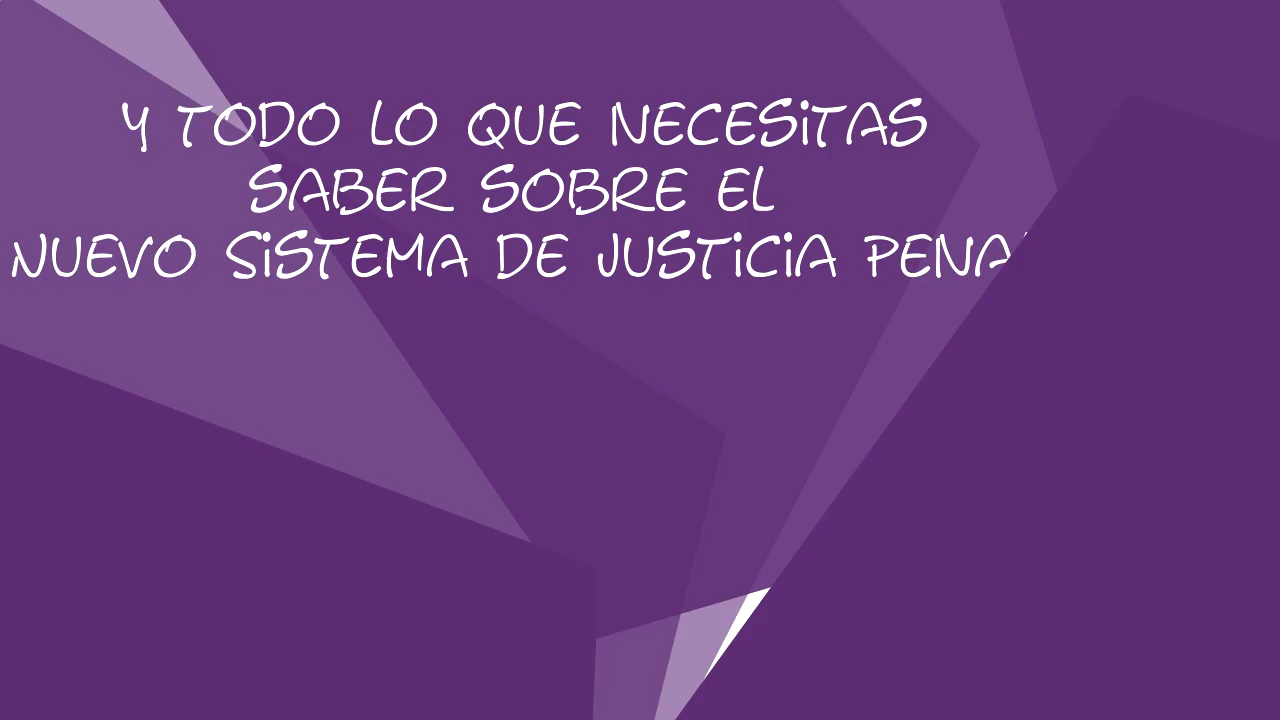 Y TODO LO QUE NECESITAS
SABER SOBRE EL
NUEVO SISTEMA DE JUSTICIA PENA